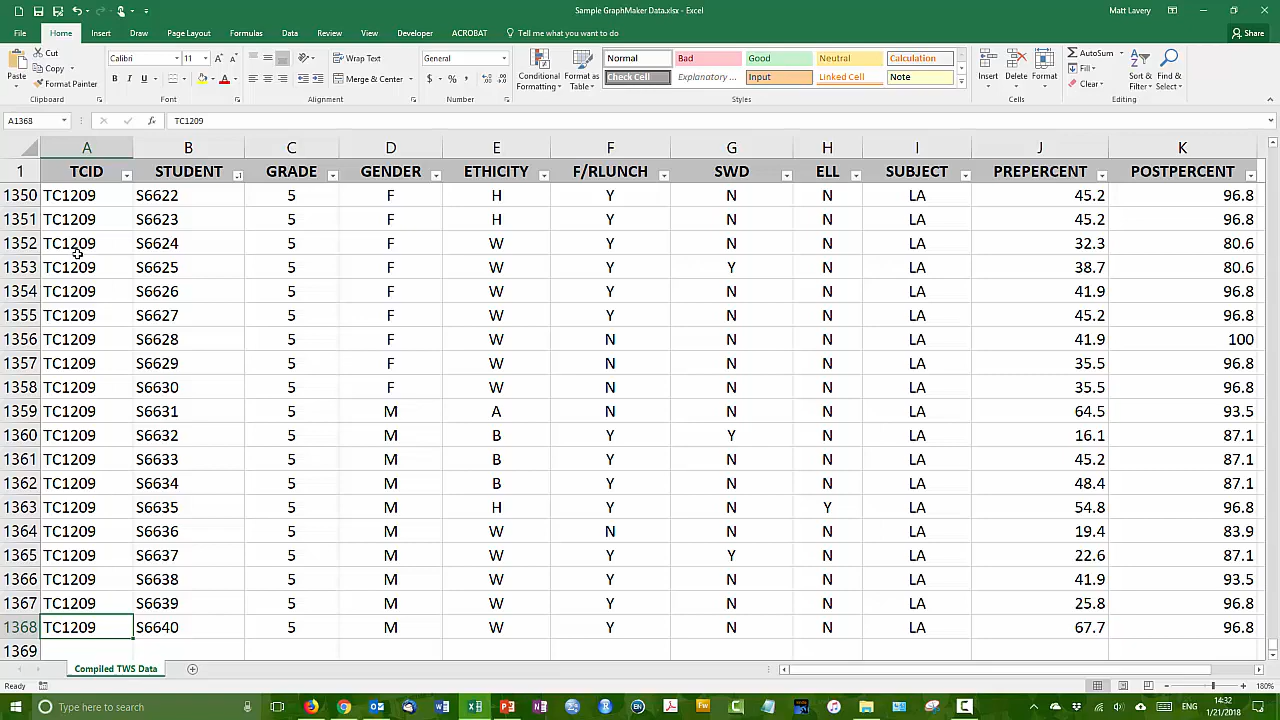 Sample GraphMaker Data.xlsx - Excel
Matt Lavery
File Home Insert Draw Page Layout Formulas Data Review View Developer ACROBAT Tell me what you want to do
Share
Paste
Cut
Copy
Format Painter
Clipboard
Calibri 11
B I U
Font
Wrap Text
Merge & Center
Alignment
General
$ % ,
Number
Conditional Formatting
Format as Table
Normal Bad Good Neutral Calculation
Check Cell Explanatory ... Input Linked Cell Note
Styles
Insert Delete Format
Cells
AutoSum
Fill
Clear
Sort & Filter
Find & Select
Editing
A1368 fx TC1209
A B C D E F G H I J K
1 TCID STUDENT GRADE GENDER ETHICITY F/RLUNCH SWD ELL SUBJECT PREPERCENT POSTPERCENT
1350 TC1209 S6622 5 F H Y N N LA 45.2 96.8
1351 TC1209 S6623 5 F H Y N N LA 45.2 96.8
1352 TC1209 S6624 5 F W Y N N LA 32.3 80.6
1353 TC1209 S6625 5 F W Y Y N LA 38.7 80.6
1354 TC1209 S6626 5 F W Y N N LA 41.9 96.8
1355 TC1209 S6627 5 F W Y N N LA 45.2 96.8
1356 TC1209 S6628 5 F W N N N LA 41.9 100
1357 TC1209 S6629 5 F W N N N LA 35.5 96.8
1358 TC1209 S6630 5 F W N N N LA 35.5 96.8
1359 TC1209 S6631 5 M A N N N LA 64.5 93.5
1360 TC1209 S6632 5 M B Y Y N LA 16.1 87.1
1361 TC1209 S6633 5 M B Y N N LA 45.2 87.1
1362 TC1209 S6634 5 M B Y N N LA 48.4 87.1
1363 TC1209 S6635 5 M H Y N Y LA 54.8 96.8
1364 TC1209 S6636 5 M W N N N LA 19.4 83.9
1365 TC1209 S6637 5 M W Y Y N LA 22.6 87.1
1366 TC1209 S6638 5 M W Y N N LA 41.9 93.5
1367 TC1209 S6639 5 M W Y N N LA 25.8 96.8
1368 TC1209 S6640 5 M W Y N N LA 67.7 96.8
1369
Compiled TWS Data
Ready
180%
Type here to search
14:32
1/21/2018